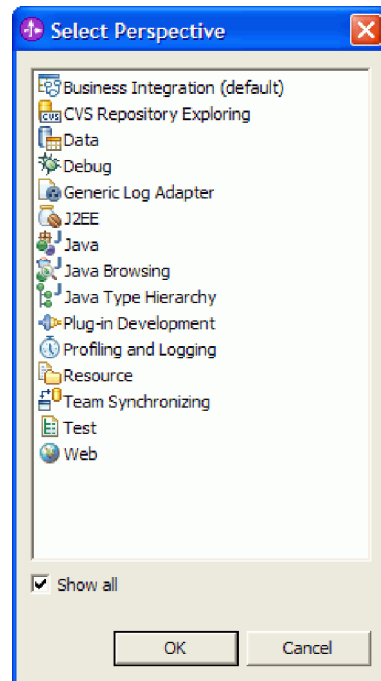 Select Perspective
Business Integration (default)
CVS Repository Exploring
Data
Debug
Generic Log Adapter
J2EE
Java
Java Browsing
Java Type Hierarchy
Plug-in Development
Profiling and Logging
Resource
Team Synchronizing
Test
Web
Show all
OK
Cancel